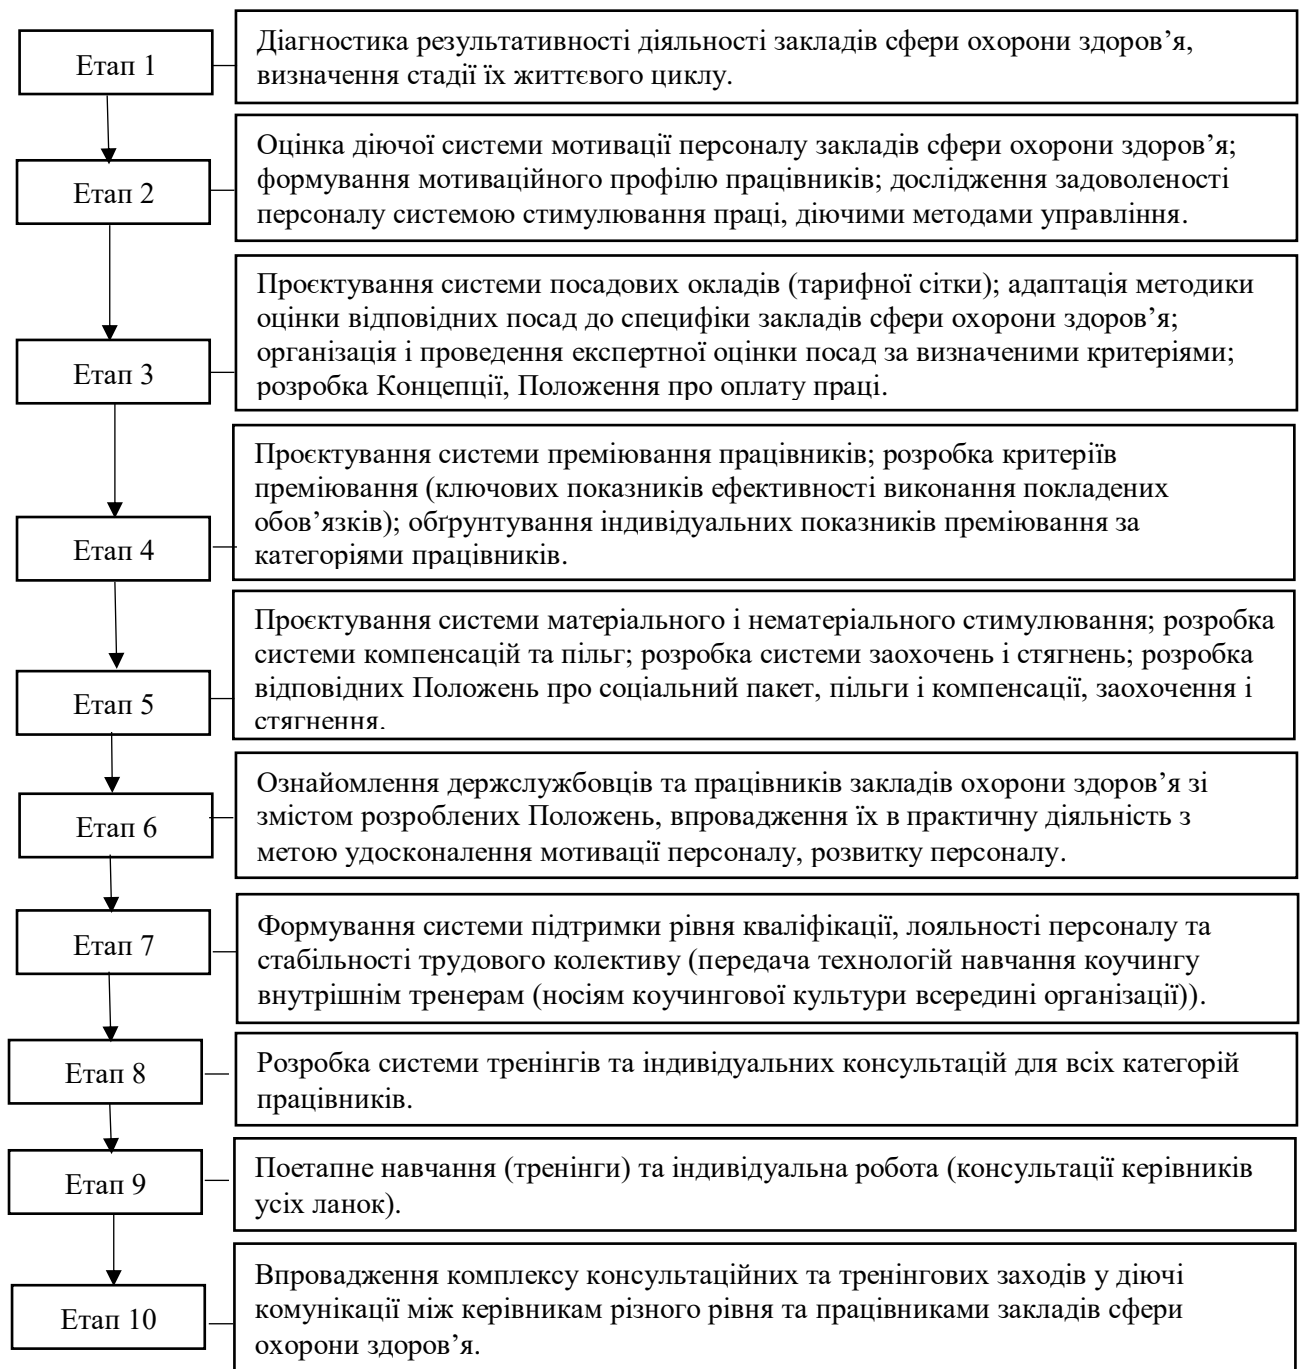 Етап 1
Діагностика результативності діяльності закладів сфери охорони здоров’я,
визначення стадії їх життєвого циклу.
Етап 2
Оцінка діючої системи мотивації персоналу закладів сфери охорони здоров’я;
формування мотиваційного профілю працівників; дослідження задоволеності
персоналу системою стимулювання праці, діючими методами управління.
Етап 3
Проєктування системи посадових окладів (тарифної сітки); адаптація методики
оцінки відповідних посад до специфіки закладів сфери охорони здоров’я;
організація і проведення експертної оцінки посад за визначеними критеріями;
розробка Концепції, Положення про оплату праці.
Етап 4
Проєктування системи преміювання працівників; розробка критеріїв
преміювання (ключових показників ефективності виконання покладених
обов’язків); обґрунтування індивідуальних показників преміювання за
категоріями працівників.
Етап 5
Проєктування системи матеріального і нематеріального стимулювання; розробка
системи компенсацій та пільг; розробка системи заохочень і стягнень; розробка
відповідних Положень про соціальний пакет, пільги і компенсації, заохочення і
стягнення.
Етап 6
Ознайомлення держслужбовців та працівників закладів охорони здоров’я зі
змістом розроблених Положень, впровадження їх в практичну діяльність з
метою удосконалення мотивації персоналу, розвитку персоналу.
Етап 7
Формування системи підтримки рівня кваліфікації, лояльності персоналу та
стабільності трудового колективу (передача технологій навчання коучингу
внутрішнім тренерам (носіям коучингової культури всередині організації)).
Етап 8
Розробка системи тренінгів та індивідуальних консультацій для всіх категорій
працівників.
Етап 9
Поетапне навчання (тренінги) та індивідуальна робота (консультації керівників
усіх ланок).
Етап 10
Впровадження комплексу консультаційних та тренінгових заходів у діючі
комунікації між керівникам різного рівня та працівниками закладів сфери
охорони здоров’я.